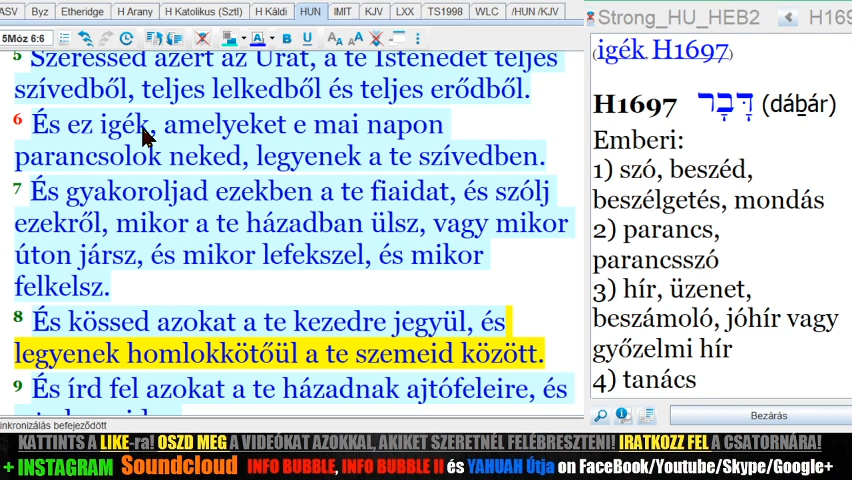 ASV Byz Etheridge H Arany H Katolikus (Sztl) H Káldi HUN IMIT KJV LXX TS1998 WLC /HUN /KJV
5Móz 6:6
B U
5 Szeressed azért az Urat, a te Istenedet teljes
szívedből, teljes lelkedből és teljes erődből.
6 És ez igék, amelyeket e mai napon
parancsolok neked, legyenek a te szívedben.
7 És gyakoroljad ezekben a te fiaidat, és szólj
ezekről, mikor a te házadban ülsz, vagy mikor
úton jársz, és mikor lefekszel, és mikor
felkelsz.
8 És kössed azokat a te kezedre jegyül, és
legyenek homlokkötőül a te szemeid között.
9 És írd fel azokat a te házadnak ajtófeleire, és
inkronizálás befejeződött
Strong_HU_HEB2 H169
(igék H1697)
H1697 דָּבָר (dáḇár)
Emberi:
1) szó, beszéd,
beszélgetés, mondás
2) parancs,
parancsszó
3) hír, üzenet,
beszámoló, jóhír vagy
győzelmi hír
4) tanács
Bezárás
KATTINTS A LIKE-ra! OSZD MEG A VIDEÓKAT AZOKKAL, AKIKET SZERETNÉL FELÉBRESZTENI! IRATKOZZ FEL A CSATORNÁRA!
+ INSTAGRAM Soundcloud INFO BUBBLE, INFO BUBBLE II és YAHUAH Útja on FaceBook/Youtube/Skype/Google+